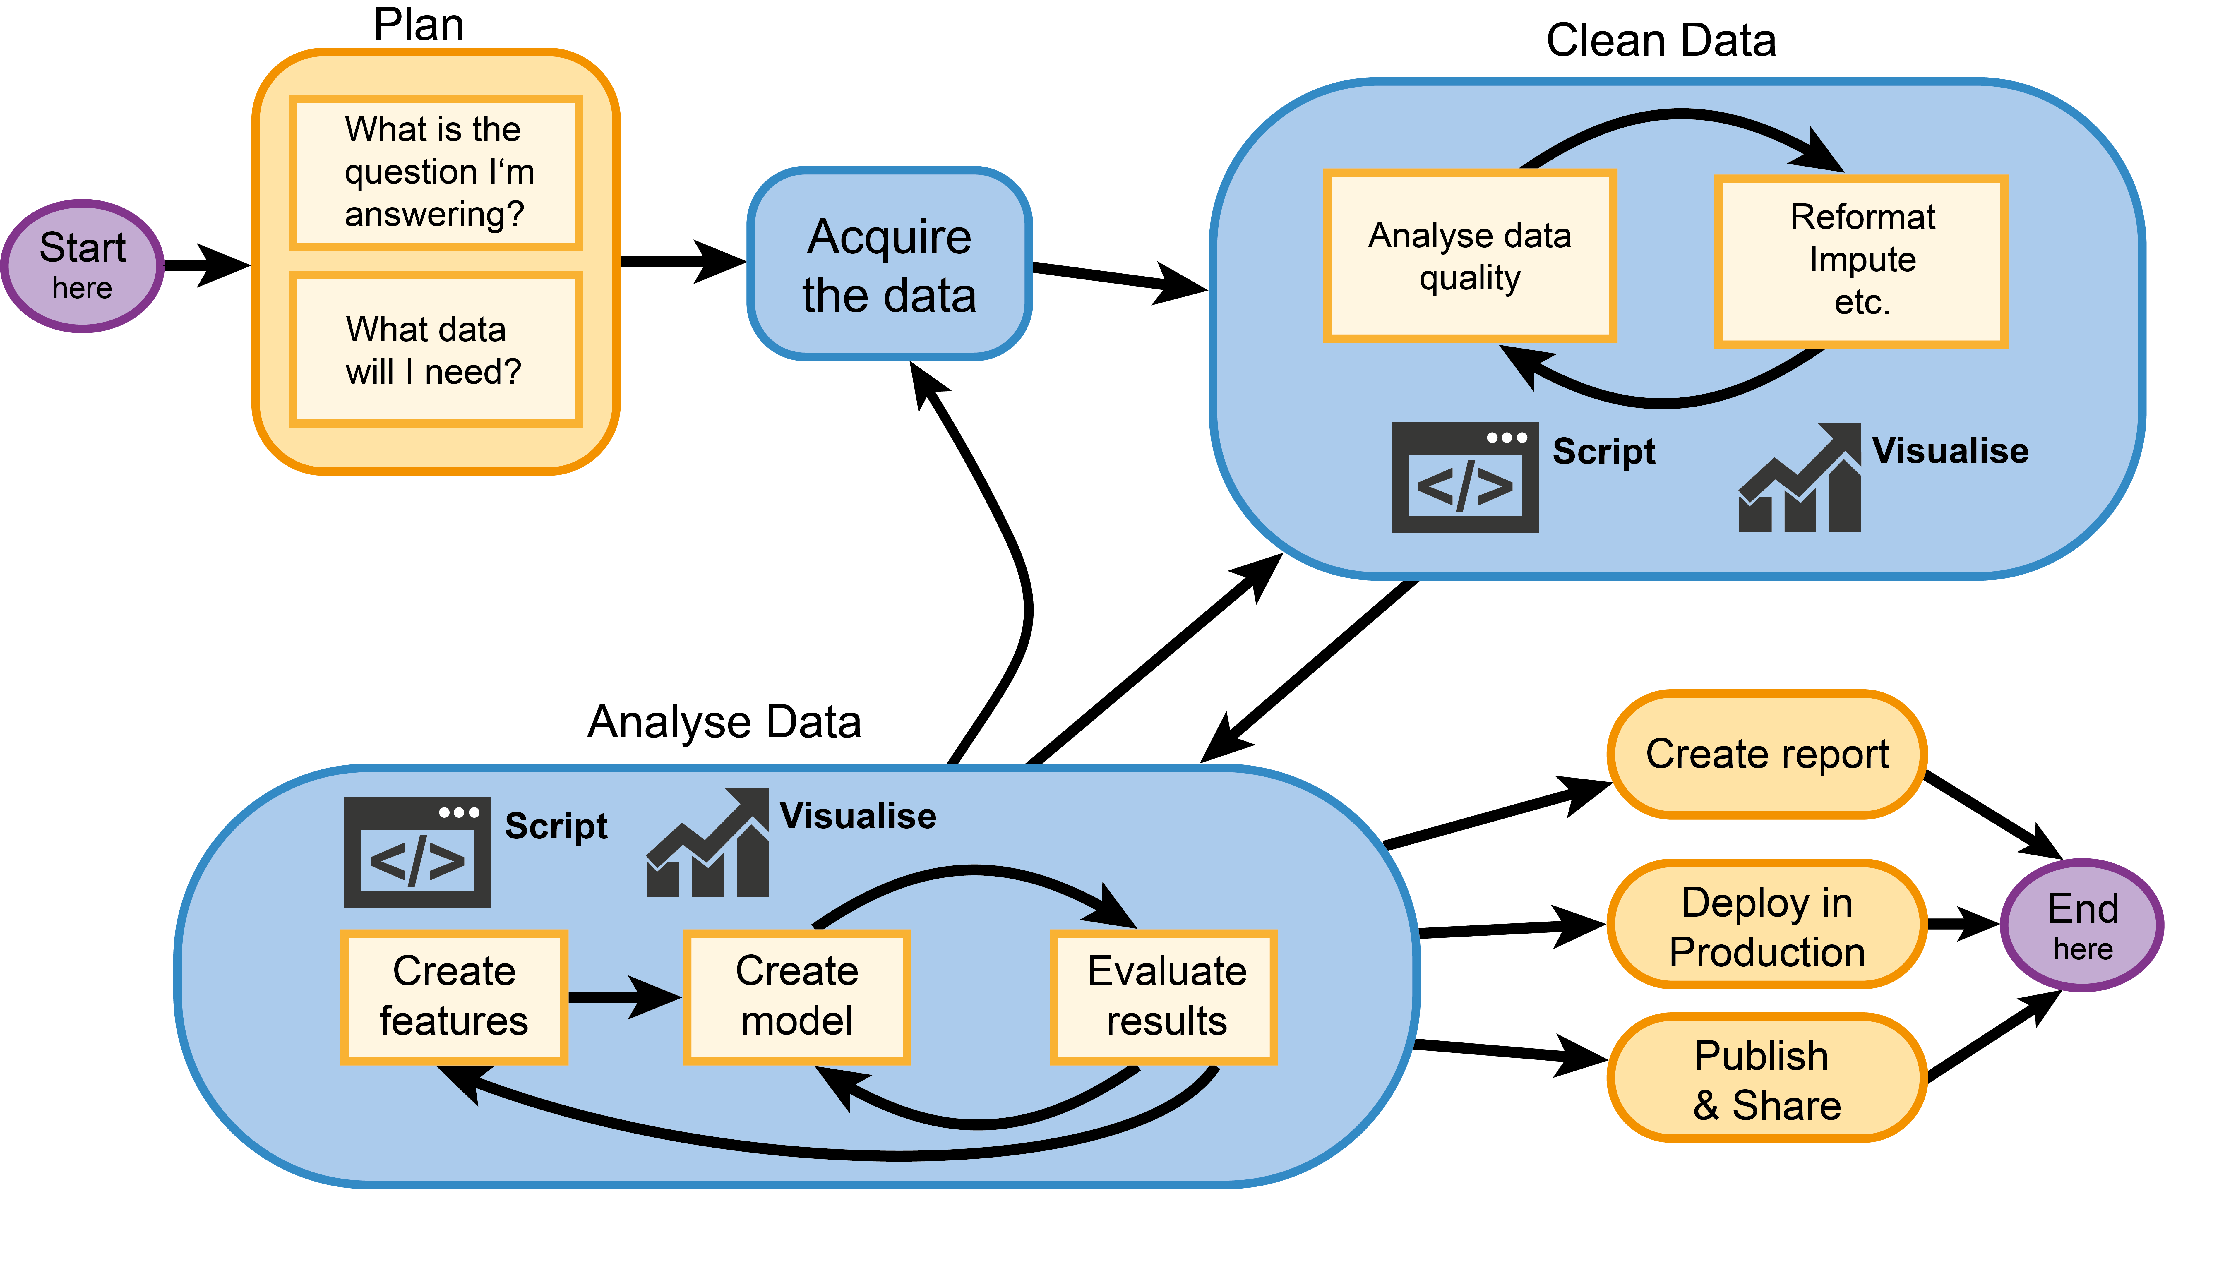 Plan
What is the
question I‘m
answering?
What data
will I need?
Start
here
Acquire
the data
Clean Data
Analyse data
quality
Reformat
Impute
etc.
</>
Script
Visualise
Analyse Data
</>
Script
Visualise
Create
features
Create
model
Evaluate
results
Create report
Deploy in
Production
Publish
& Share
End
here